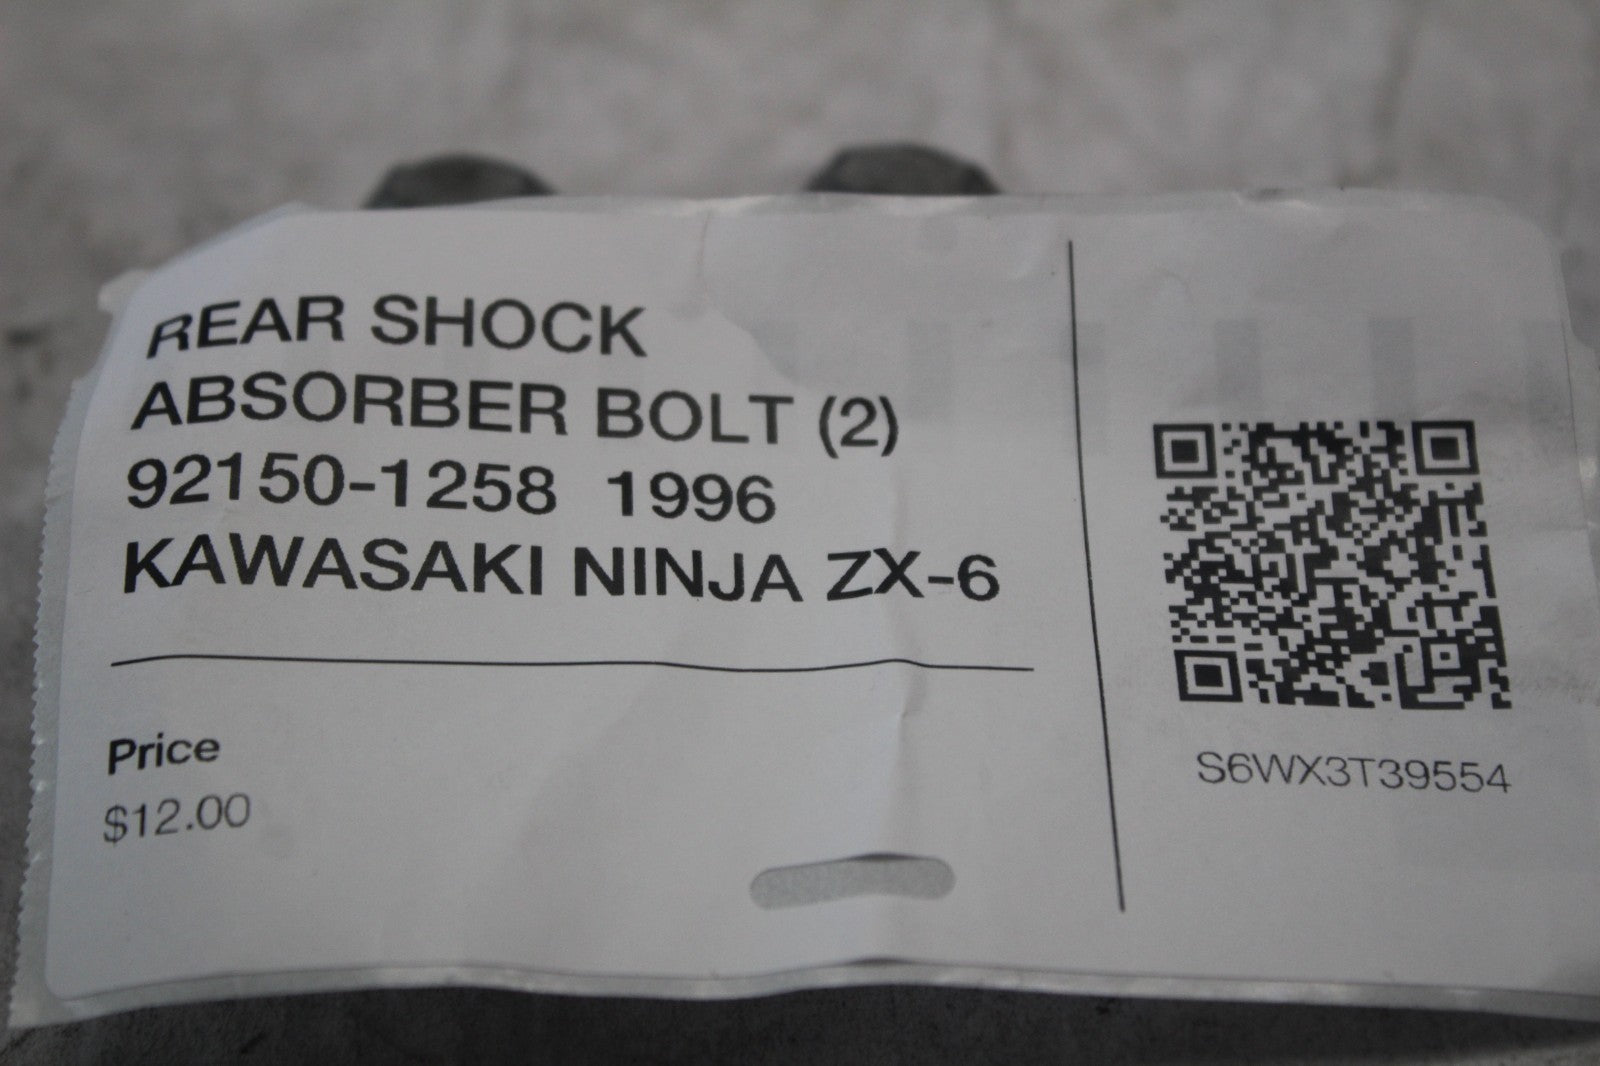 REAR SHOCK
ABSORBER BOLT (2)
92150-1258 1996
KAWASAKI NINJA ZX-6
Price
$12.00
S6WX3T39554